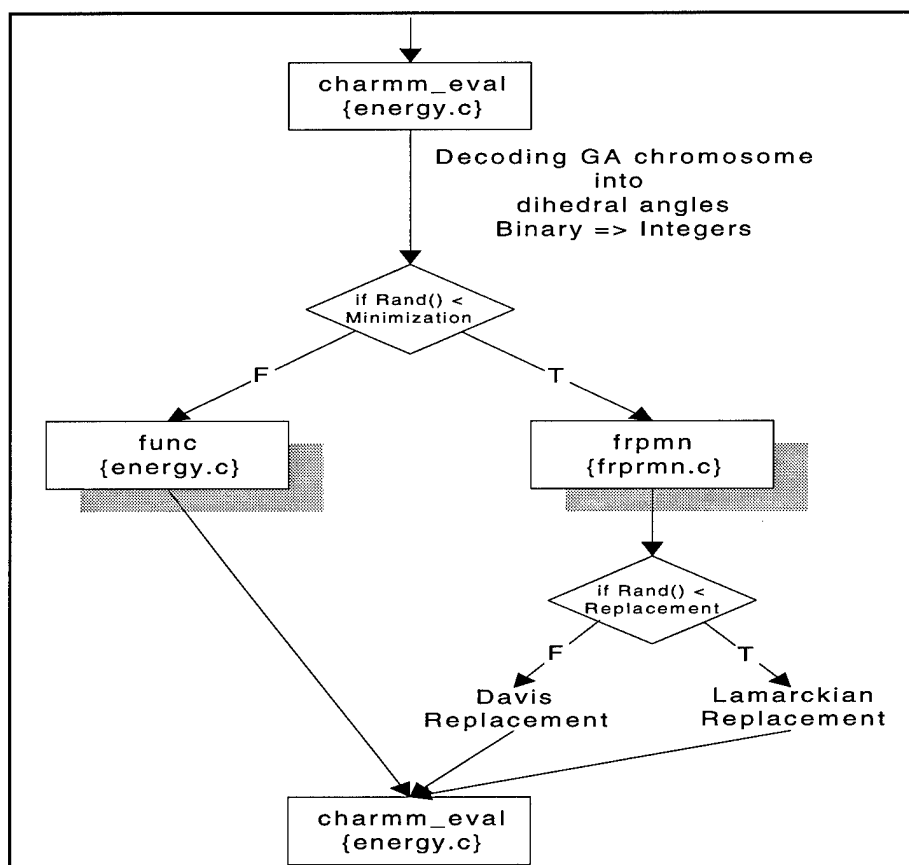 charmm_eval
{energy.c}
Decoding GA chromosome
into
dihedral angles
Binary => Integers
if Rand() <
Minimization
F
T
func
{energy.c}
frpmn
{frprmn.c}
if Rand() <
Replacement
F
T
Davis
Replacement
Lamarckian
Replacement
charmm_eval
{energy.c}